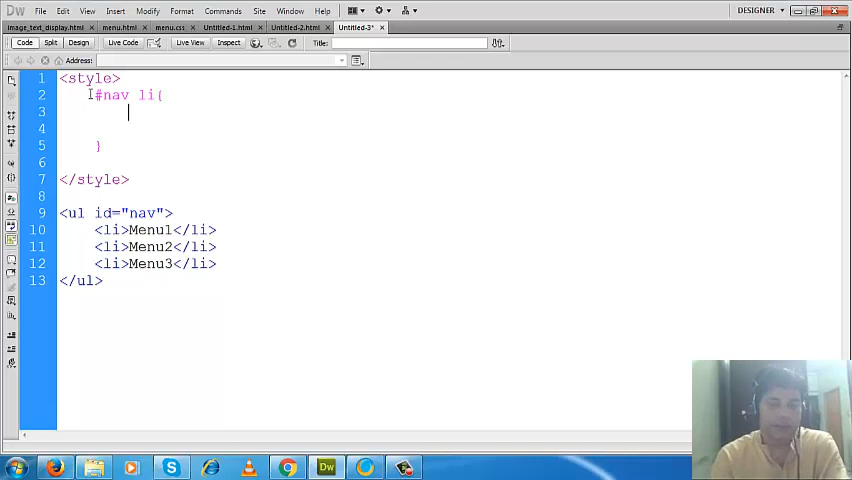 Dw File Edit View Insert Modify Format Commands Site Window Help DESIGNER
image_text_display.html × menu.html × menu.css × Untitled-1.html × Untitled-2.html × Untitled-3* ×
Code Split Design Live Code Live View Inspect Title:
Address:
1 <style>
2 #nav li{
3
4
5 }
6
7 </style>
8
9 <ul id="nav">
10 <li>Menu1</li>
11 <li>Menu2</li>
12 <li>Menu3</li>
13 </ul>
Dw